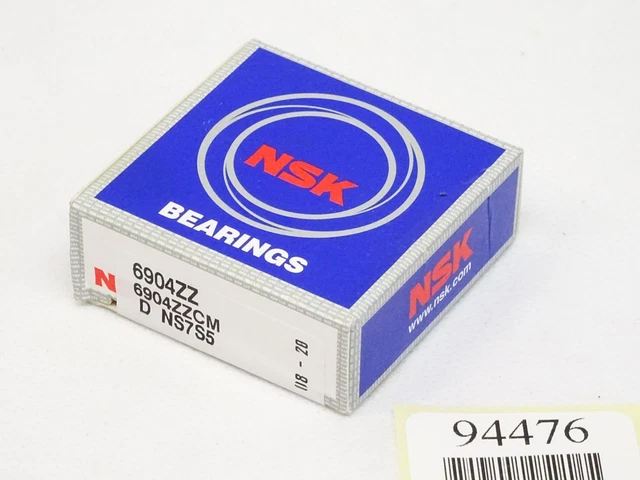 NSK
BEARINGS
N
6904ZZ
6904ZZCM
D NS7S5
118 - 20
NSK
www.nsk.com
94476